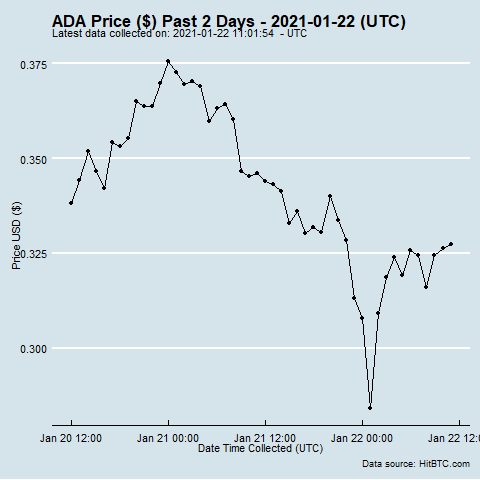 ADA Price ($) Past 2 Days - 2021-01-22 (UTC)
Latest data collected on: 2021-01-22 11:01:54 - UTC
0.375
0.350
0.325
0.300
Price USD ($)
Jan 20 12:00 Jan 21 00:00 Jan 21 12:00 Jan 22 00:00 Jan 22 12:00
Date Time Collected (UTC)
Data source: HitBTC.com